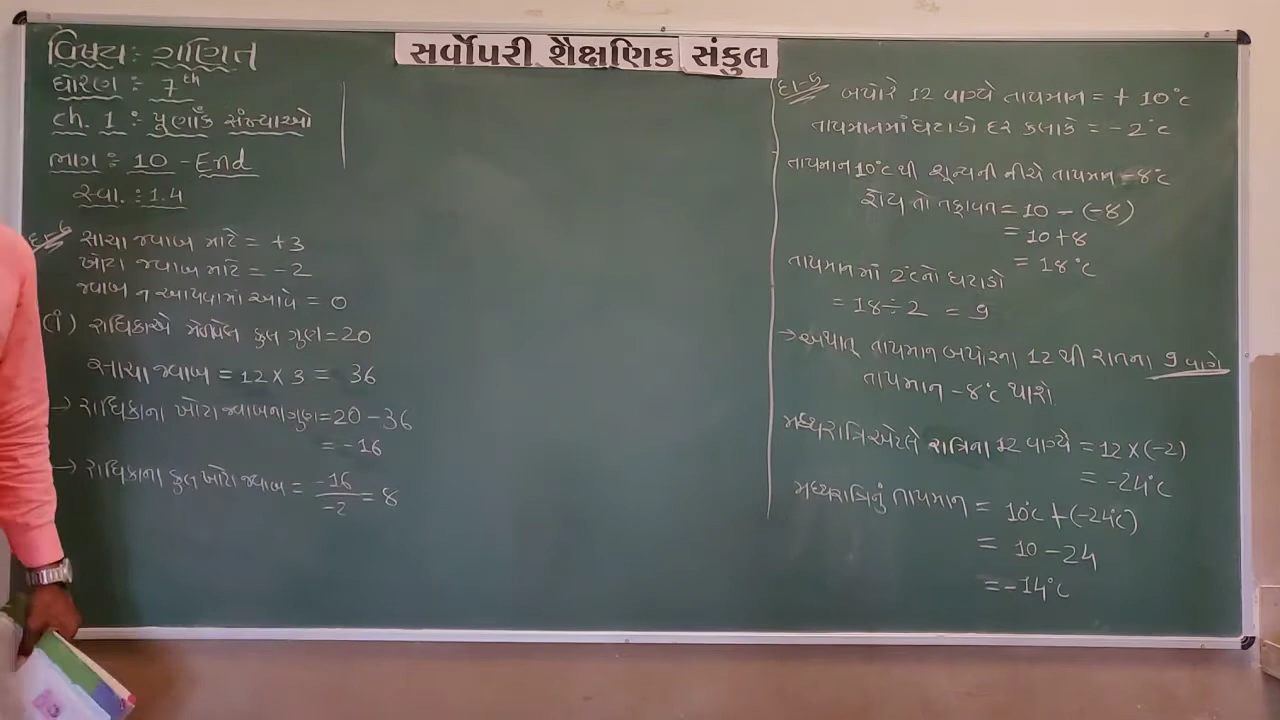 સર્વોપરી શૈક્ષણિક સંકુલ
વિષય : ગણિત
ધોરણ : 7th
ch. 1 : પૂર્ણાંક સંખ્યાઓ
ભાગ : 10 - End
સ્વા. : 1.4
દા-6 સાચા જવાબ માટે = +3
ખોટા જવાબ માટે = -2
જવાબ ન આપવામાં આવે = 0
(i) રાધિકાએ મેળવેલ કુલ ગુણ = 20
સાચા જવાબ = 12 x 3 = 36
→ રાધિકાના ખોટા જવાબના ગુણ = 20 - 36
= -16
→ રાધિકાના કુલ ખોટા જવાબ = -16/-2 = 8
દા-5 બપોરે 12 વાગ્યે તાપમાન = + 10°c
તાપમાનમાં ઘટાડો દર કલાકે = -2°c
તાપમાન 10°c થી શૂન્યની નીચે તાપમાન -8°c
હોય તો તફાવત = 10 - (-8)
= 10 + 8
= 18°c
તાપમાનમાં 2°c નો ઘટાડો
= 18 ÷ 2 = 9
→ અર્થાત્ તાપમાન બપોરના 12 થી રાતના 9 વાગે
તાપમાન -8°c થાશે
મધ્યરાત્રિ એટલે રાત્રિના 12 વાગ્યે = 12 x (-2)
= -24°c
મધ્યરાત્રિનું તાપમાન = 10°c + (-24°c)
= 10 - 24
= -14°c